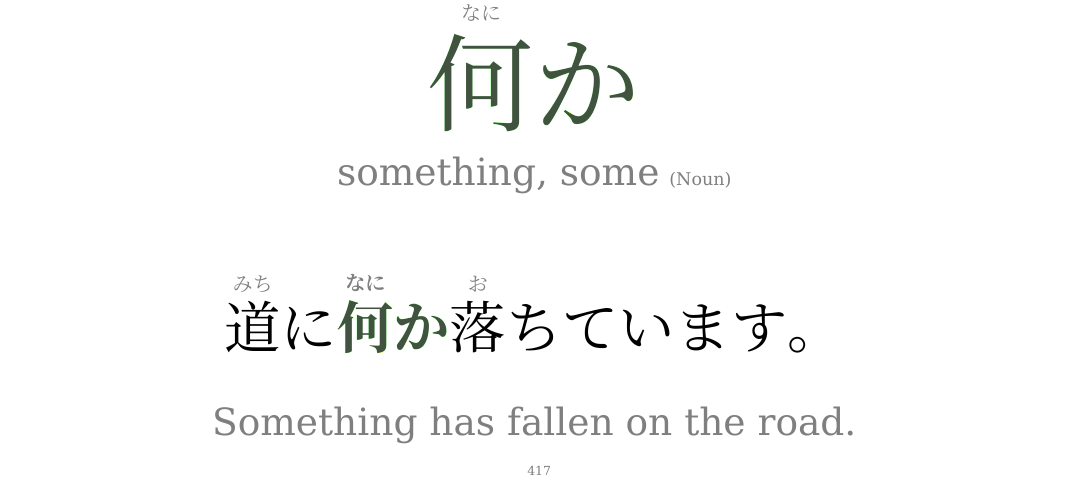 なに
何か
something, some (Noun)
みち なに お
道に何か落ちています。
Something has fallen on the road.
417